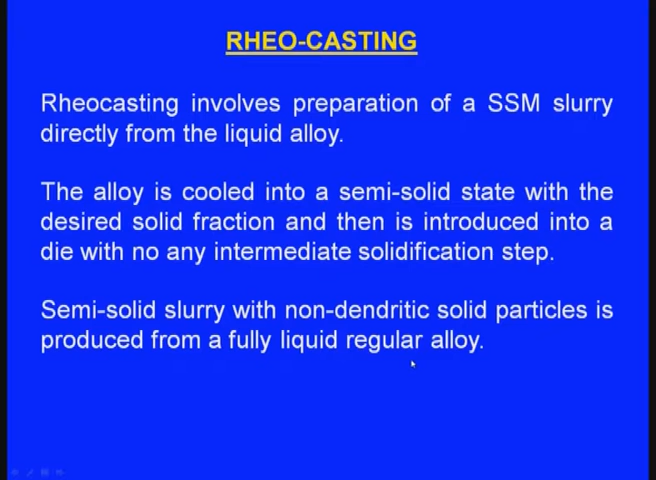 RHEO-CASTING
Rheocasting involves preparation of a SSM slurry
directly from the liquid alloy.
The alloy is cooled into a semi-solid state with the
desired solid fraction and then is introduced into a
die with no any intermediate solidification step.
Semi-solid slurry with non-dendritic solid particles is
produced from a fully liquid regular alloy.